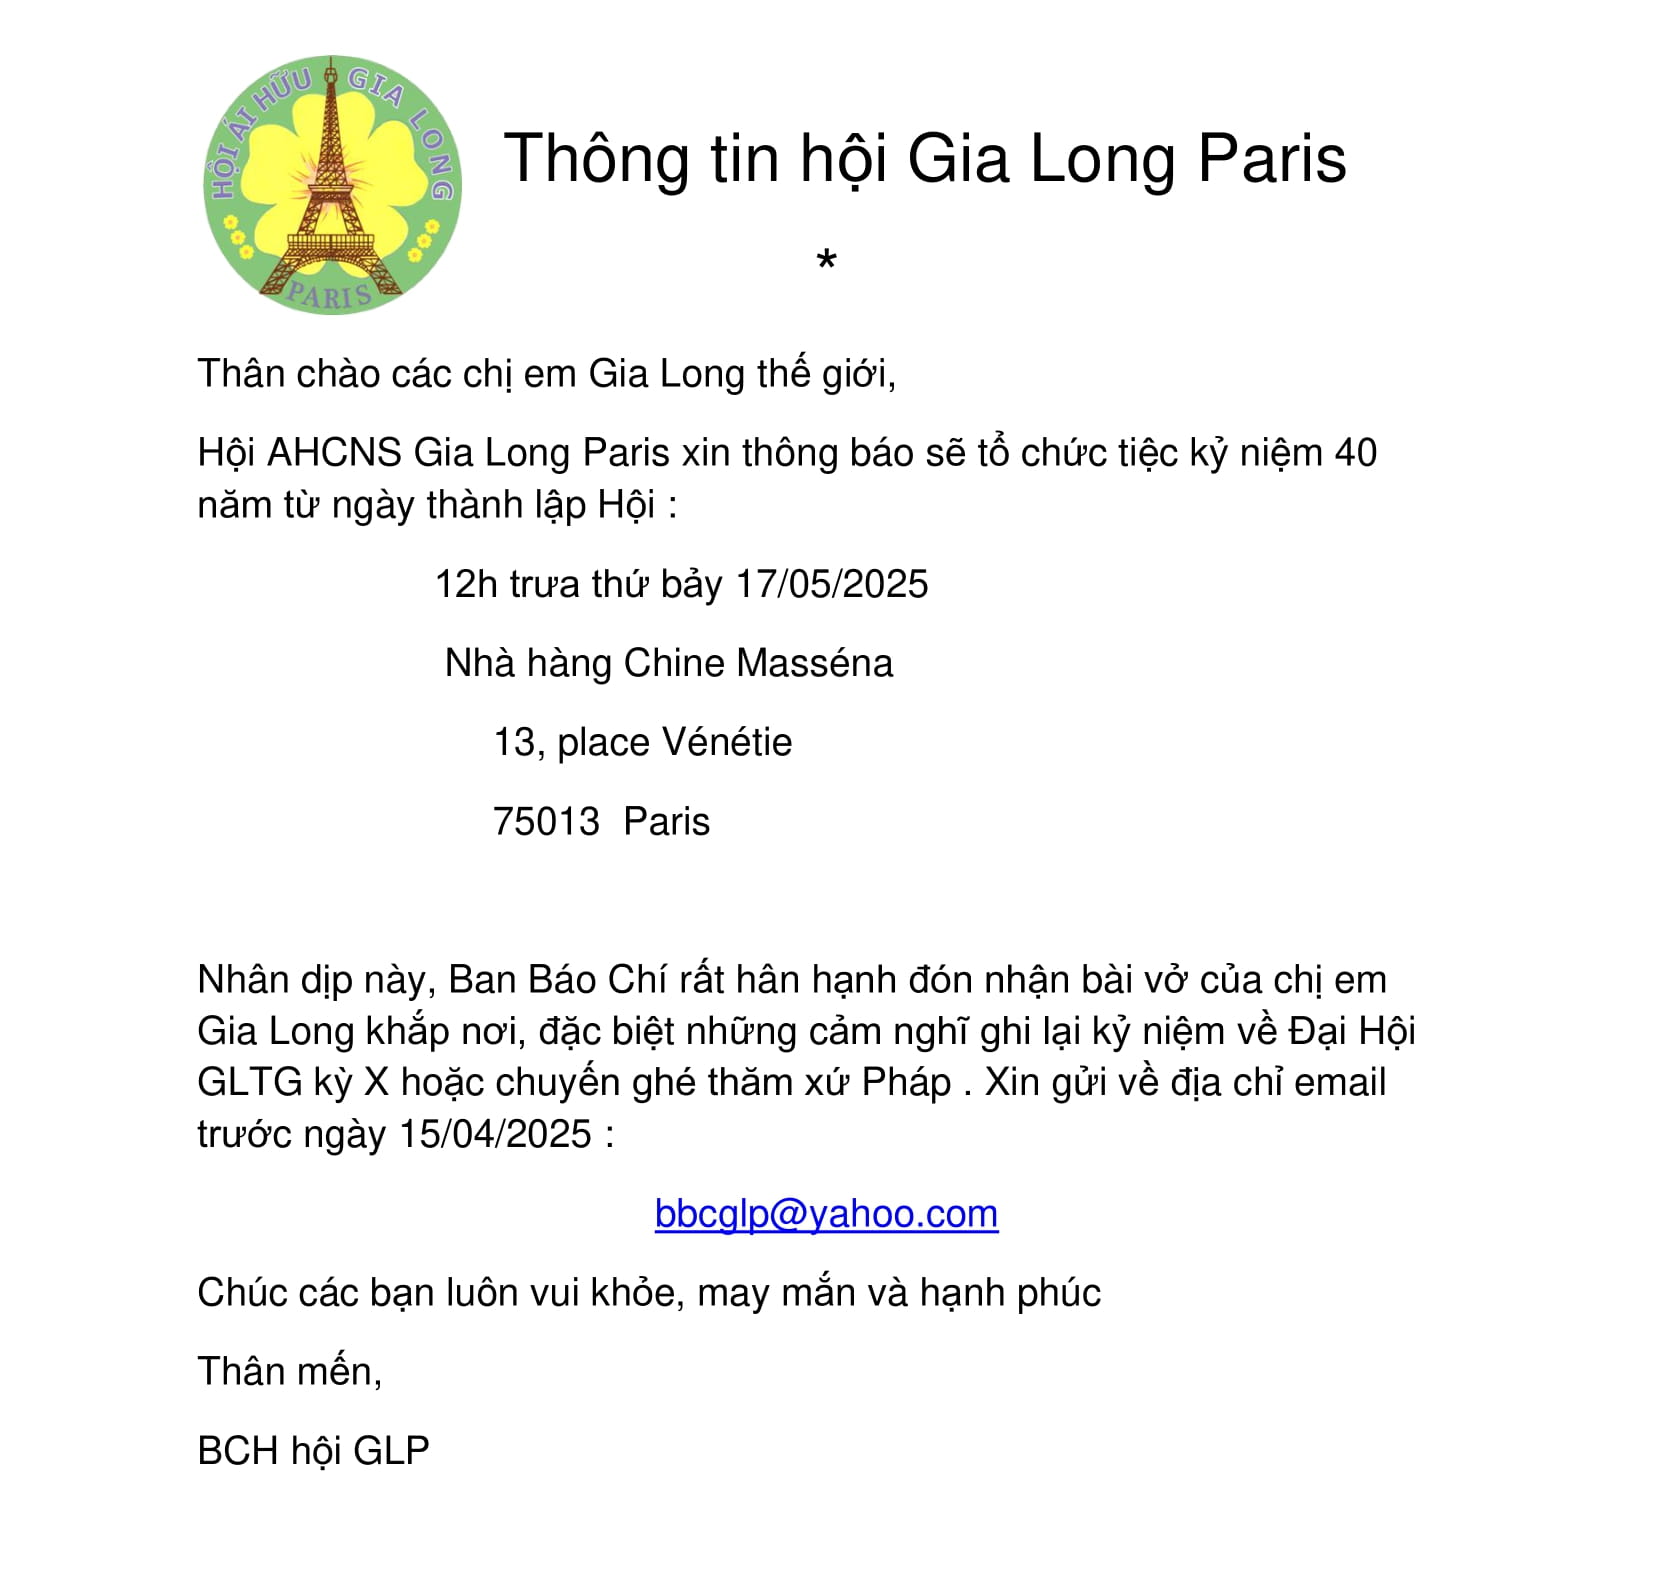 HỘI ÁI HỮU GIA LONG
PARIS
Thông tin hội Gia Long Paris
*
Thân chào các chị em Gia Long thế giới,
Hội AHCNS Gia Long Paris xin thông báo sẽ tổ chức tiệc kỷ niệm 40
năm từ ngày thành lập Hội :
12h trưa thứ bảy 17/05/2025
Nhà hàng Chine Masséna
13, place Vénétie
75013  Paris
Nhân dịp này, Ban Báo Chí rất hân hạnh đón nhận bài vở của chị em
Gia Long khắp nơi, đặc biệt những cảm nghĩ ghi lại kỷ niệm về Đại Hội
GLTG kỳ X hoặc chuyến ghé thăm xứ Pháp . Xin gửi về địa chỉ email
trước ngày 15/04/2025 :
bbcglp@yahoo.com
Chúc các bạn luôn vui khỏe, may mắn và hạnh phúc
Thân mến,
BCH hội GLP